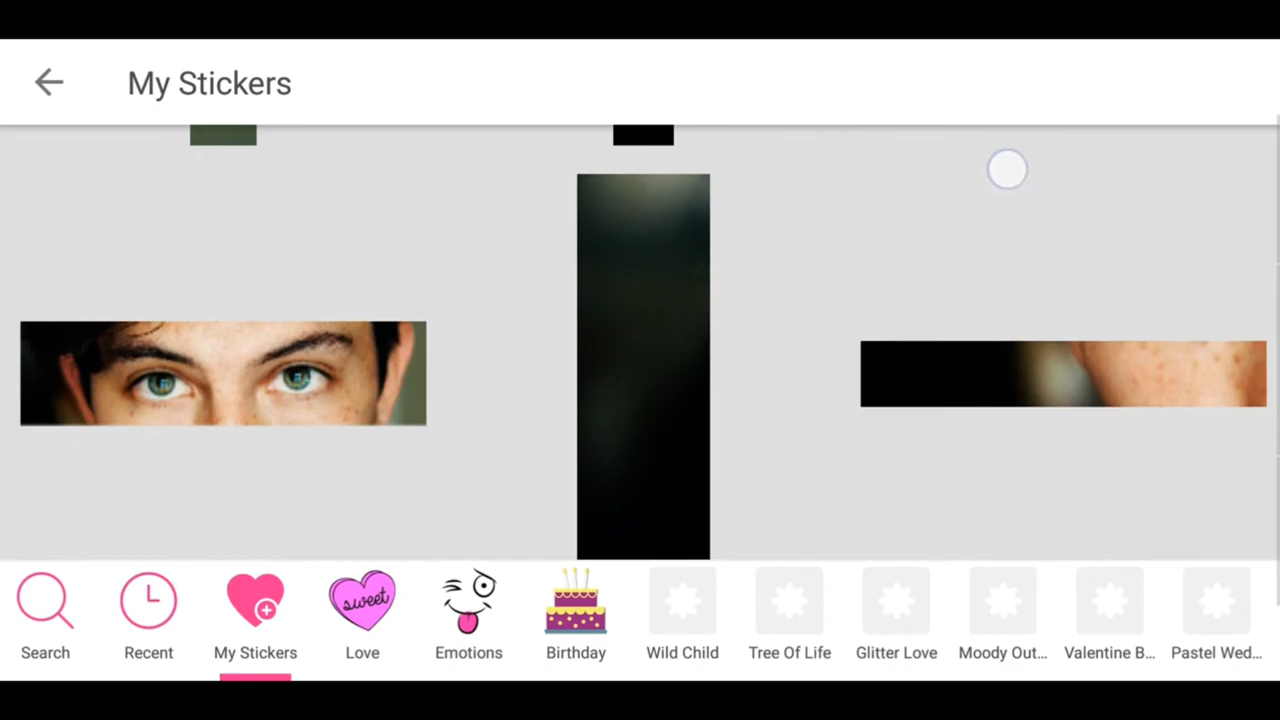 My Stickers
sweet
Search
Recent
My Stickers
Love
Emotions
Birthday
Wild Child
Tree Of Life
Glitter Love
Moody Out...
Valentine B...
Pastel Wed...